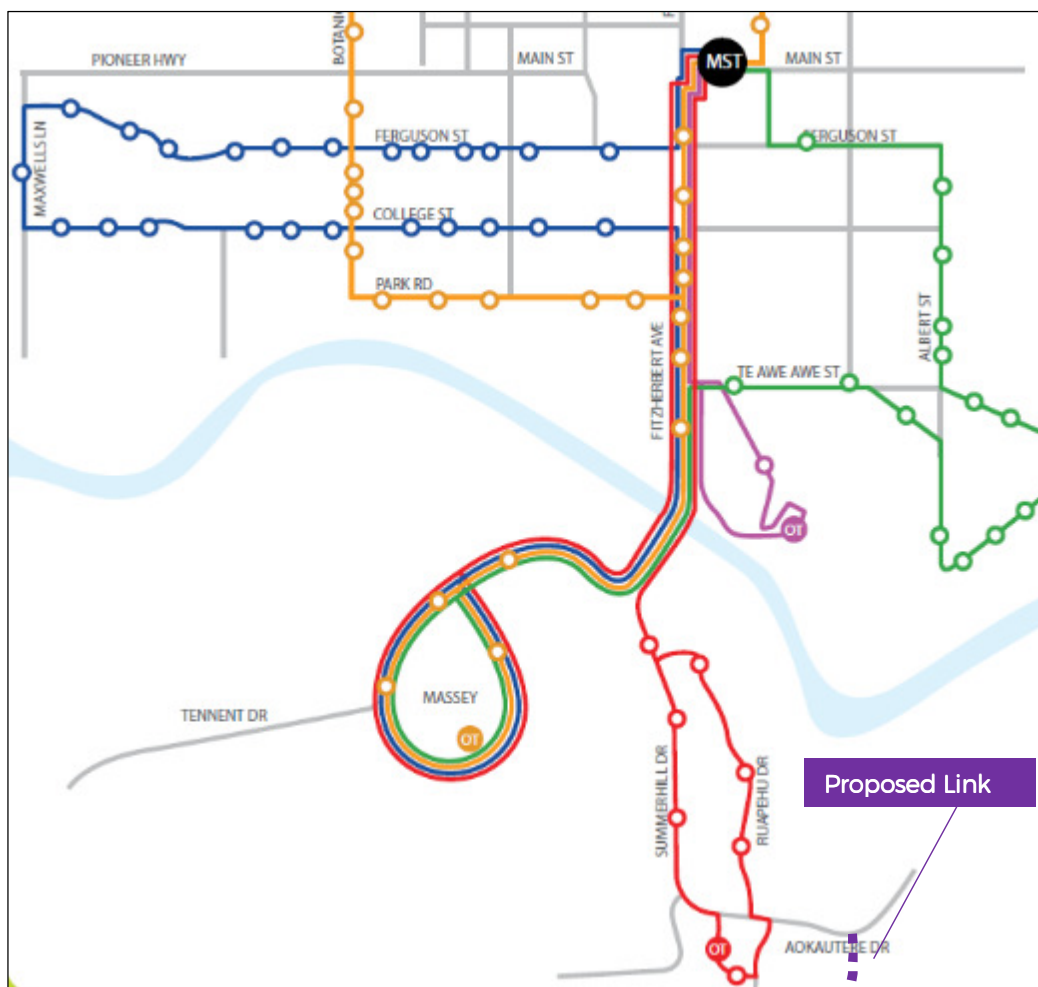 BOTANIC
PIONEER HWY
MAIN ST
MST
MAIN ST
MAXWELLS LN
FERGUSON ST
FERGUSON ST
COLLEGE ST
PARK RD
FITZHERBERT AVE
ALBERT ST
TE AWE AWE ST
OT
MASSEY
TENNENT DR
OT
SUMMERHILL DR
RUAPEHU DR
Proposed Link
OT
AOKAUTERE DR